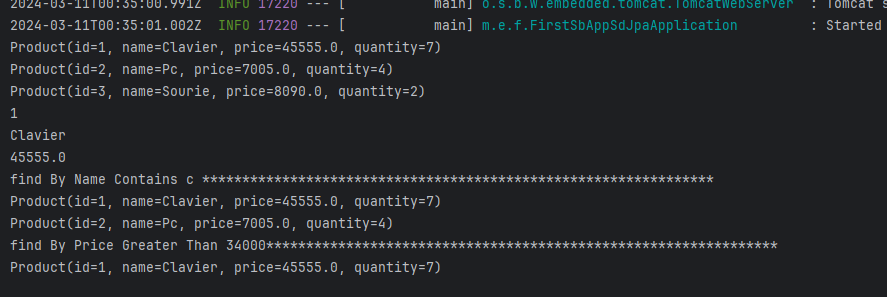 2024-03-11T00:35:00.991Z  INFO 17220 --- [           main] o.s.b.w.embedded.tomcat.TomcatWebServer  : Tomcat s
2024-03-11T00:35:01.002Z  INFO 17220 --- [           main] m.e.f.FirstSbAppSdJpaApplication         : Started
Product(id=1, name=Clavier, price=45555.0, quantity=7)
Product(id=2, name=Pc, price=7005.0, quantity=4)
Product(id=3, name=Sourie, price=8090.0, quantity=2)
1
Clavier
45555.0
find By Name Contains c ****************************************************************
Product(id=1, name=Clavier, price=45555.0, quantity=7)
Product(id=2, name=Pc, price=7005.0, quantity=4)
find By Price Greater Than 34000****************************************************************
Product(id=1, name=Clavier, price=45555.0, quantity=7)